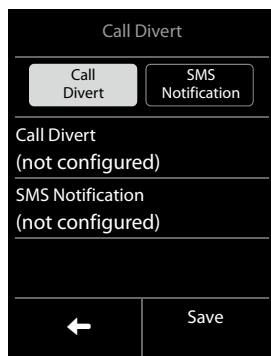 Call Divert
Call
Divert
SMS
Notification
Call Divert
(not configured)
SMS Notification
(not configured)
Save